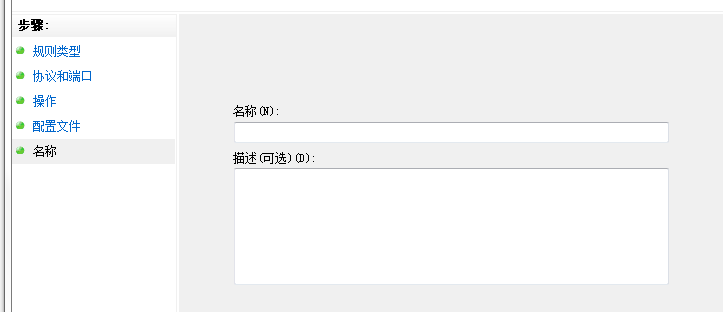 步骤:
规则类型
协议和端口
操作
配置文件
名称
名称(N):
描述(可选)(D):